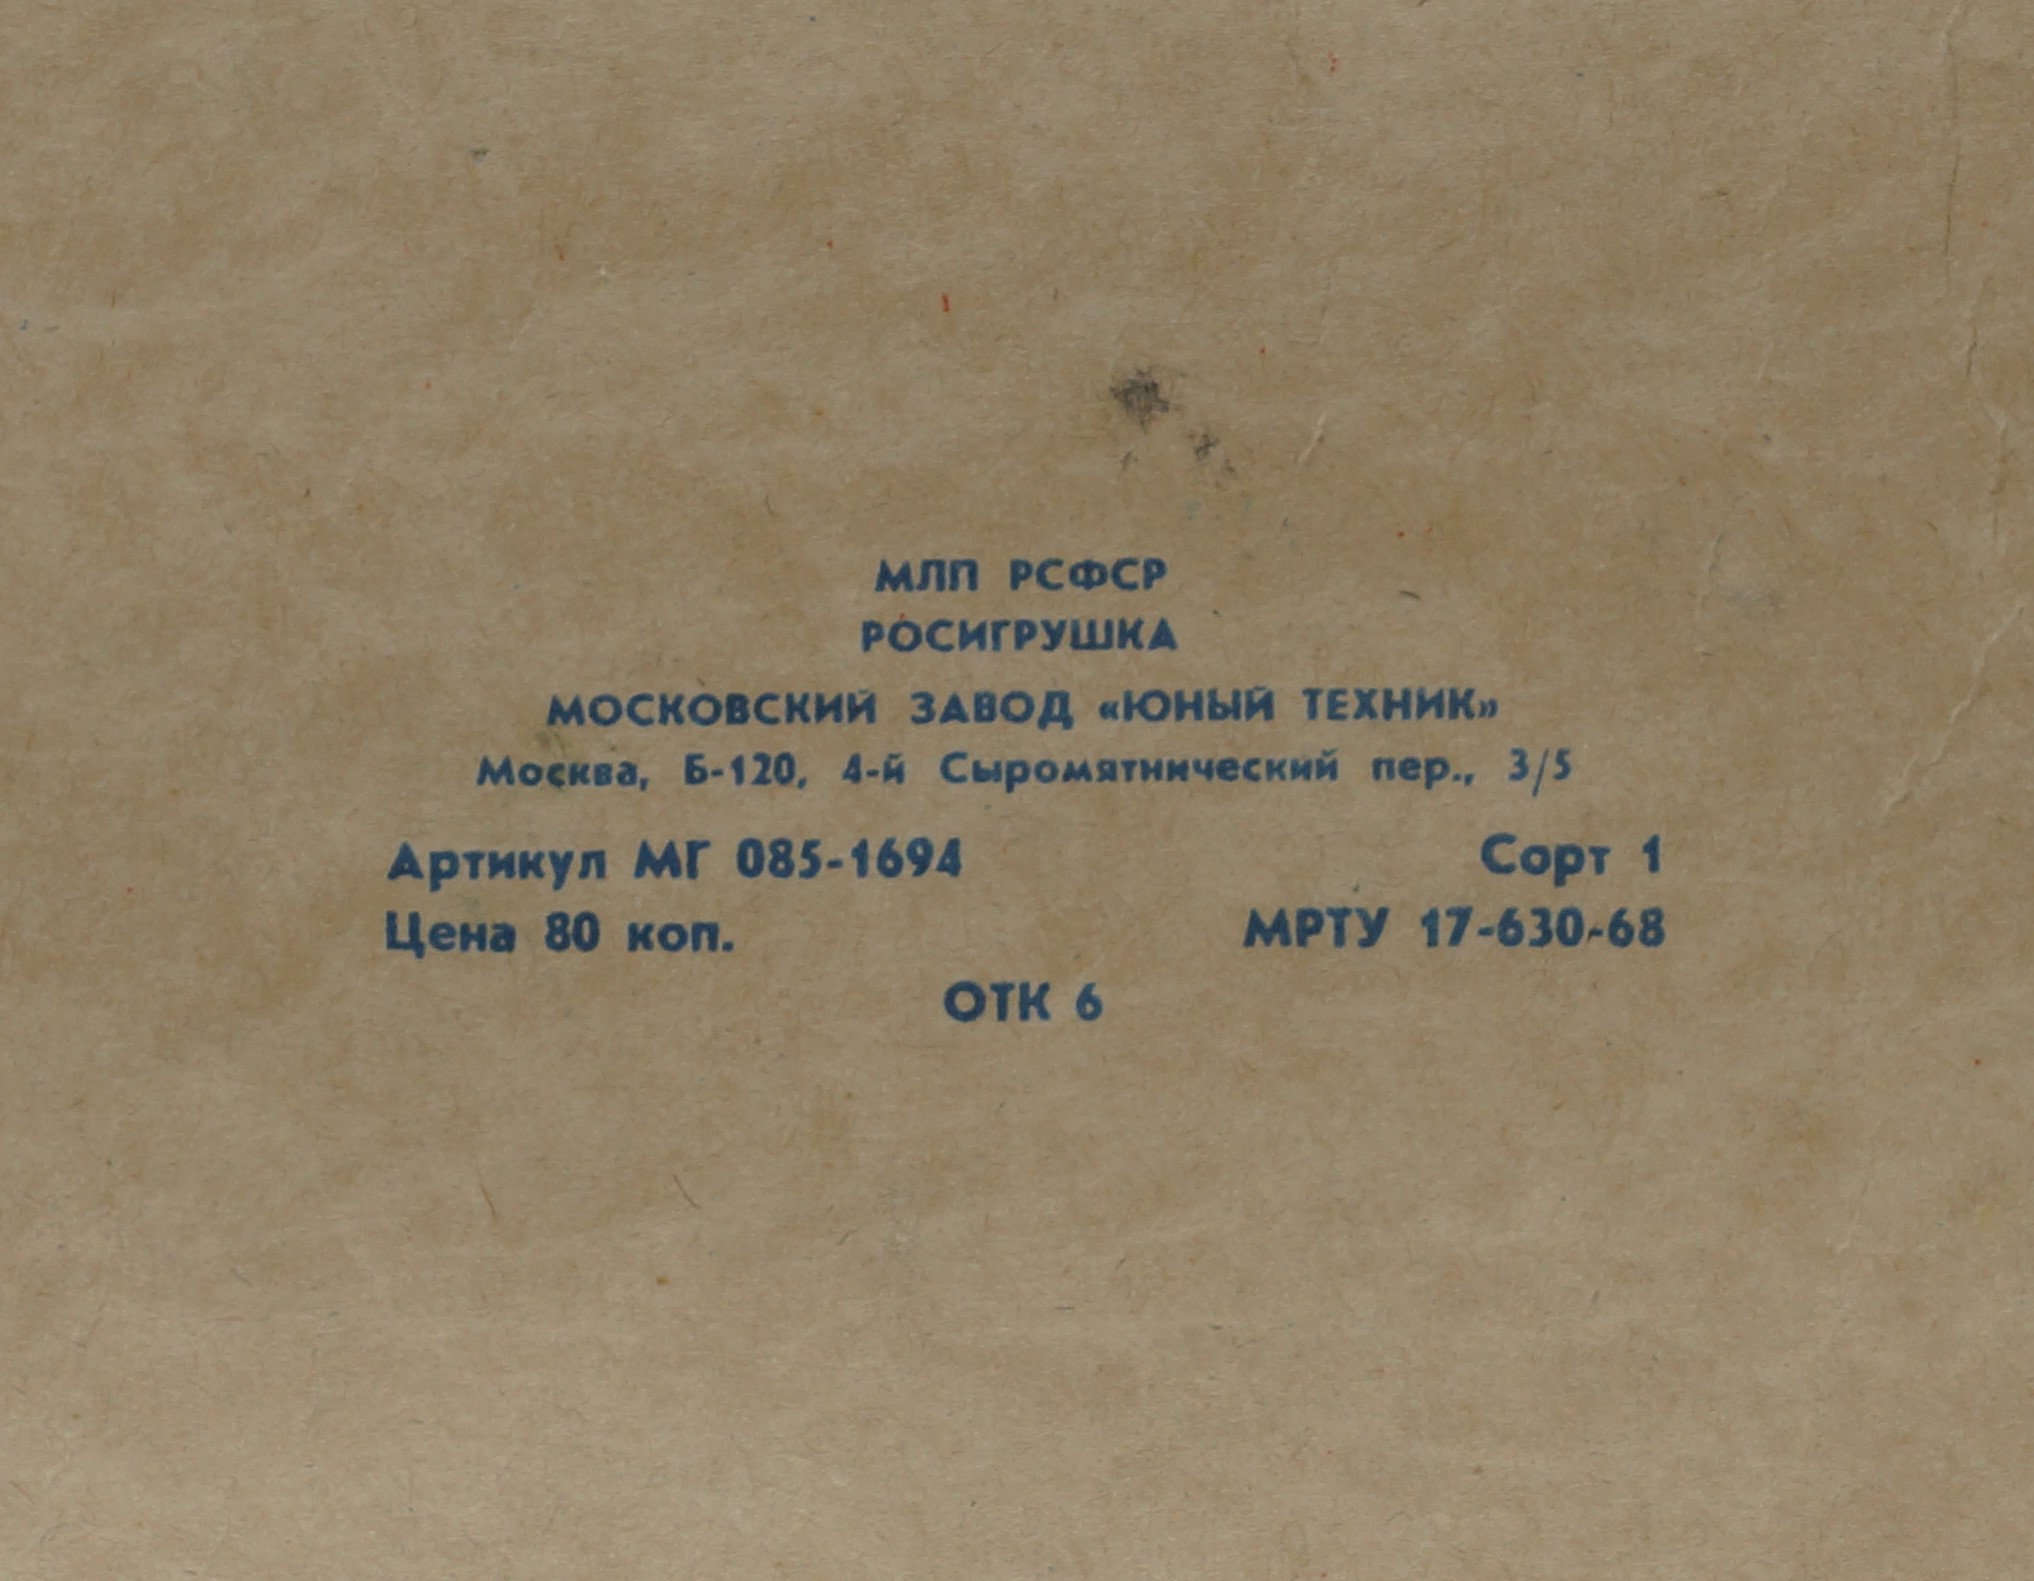 МЛП РСФСР
РОСИГРУШКА
МОСКОВСКИЙ ЗАВОД «ЮНЫЙ ТЕХНИК»
Москва, Б-120, 4-й Сыромятнический пер., 3/5
Артикул МГ 085-1694 Сорт 1
Цена 80 коп. МРТУ 17-630-68
ОТК 6